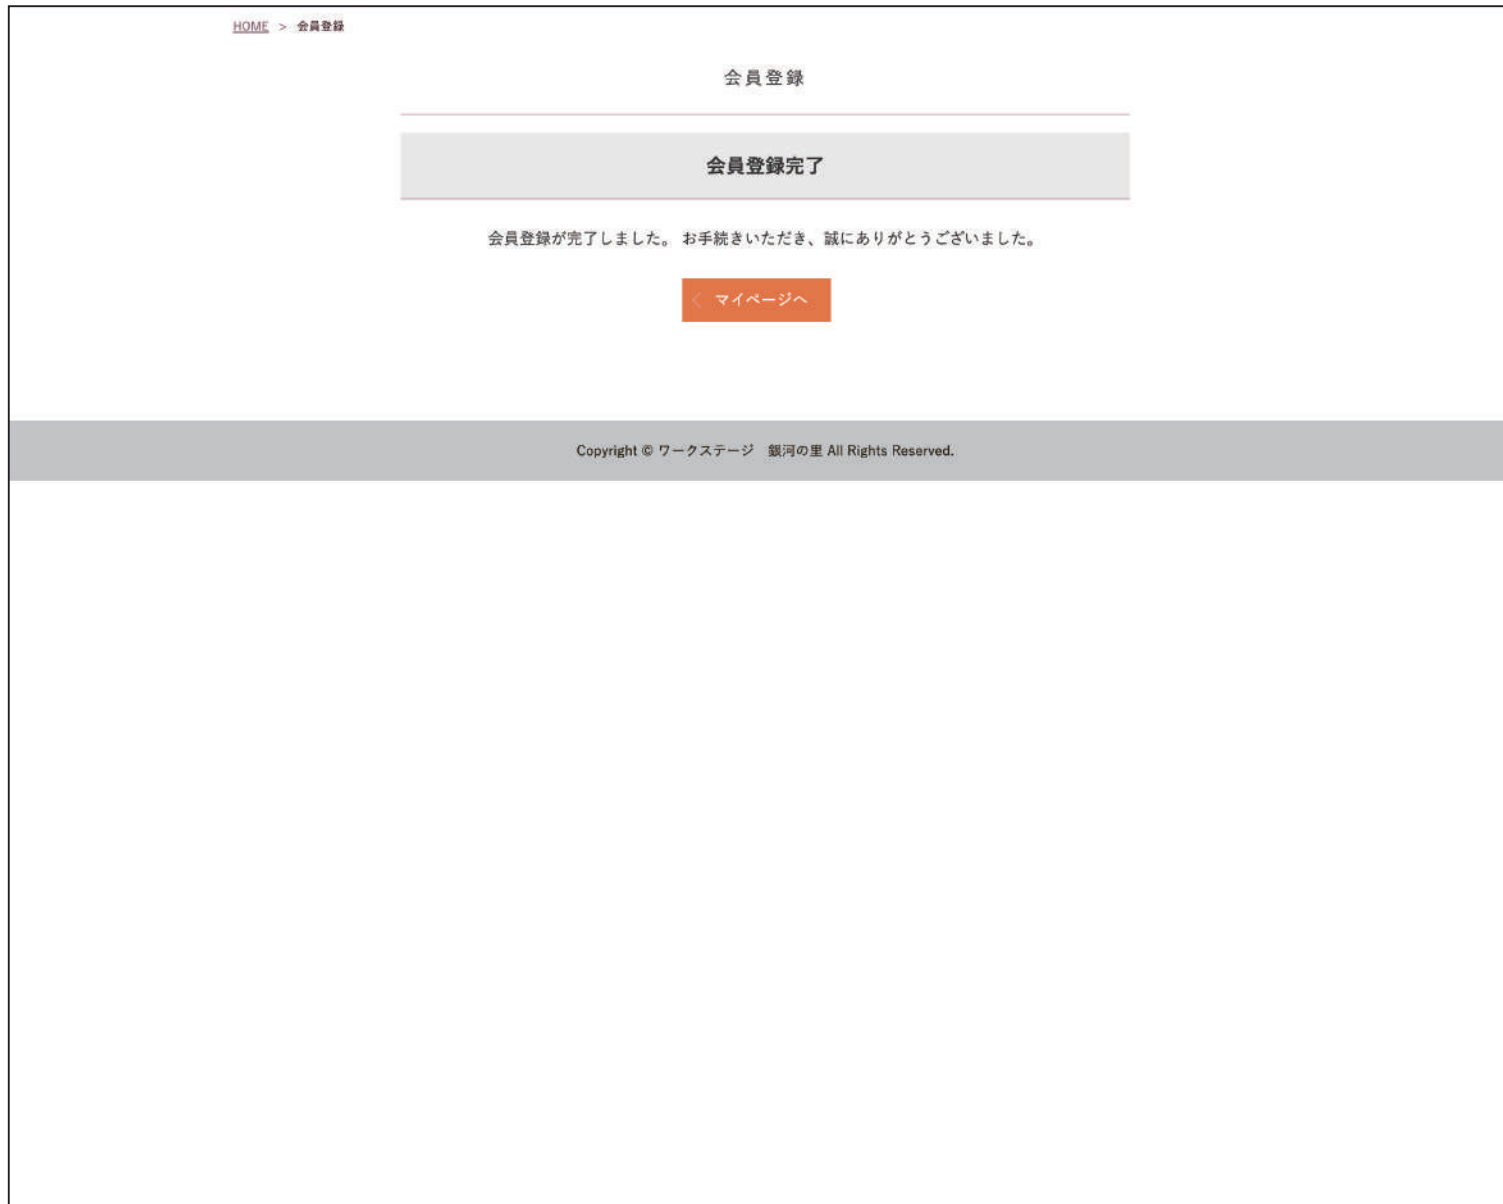 HOME > 会員登録
会員登録
会員登録完了
会員登録が完了しました。 お手続きいただき、誠にありがとうございました。
マイページへ
Copyright © ワークステージ　銀河の里 All Rights Reserved.